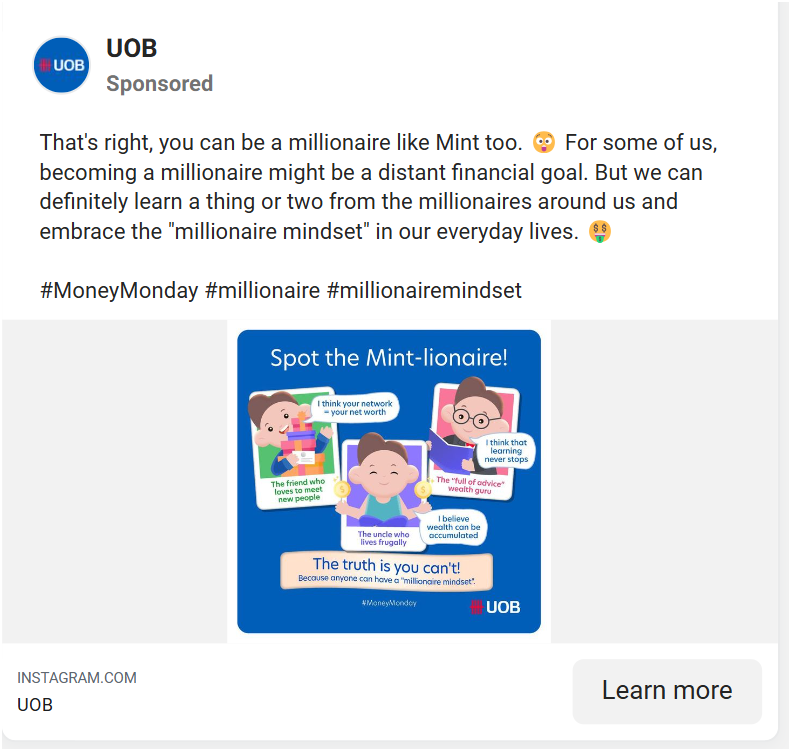 UOB
UOB
Sponsored
That's right, you can be a millionaire like Mint too. 😳 For some of us,
becoming a millionaire might be a distant financial goal. But we can
definitely learn a thing or two from the millionaires around us and
embrace the "millionaire mindset" in our everyday lives. 🤑
#MoneyMonday #millionaire #millionairemindset
Spot the Mint-lionaire!
I think your network
= your net worth
The friend who
loves to meet
new people
I think that
learning
never stops
The "full of advice"
wealth guru
The uncle who
lives frugally
I believe
wealth can be
accumulated
The truth is you can't!
Because anyone can have a "millionaire mindset".
#MoneyMonday
UOB
INSTAGRAM.COM
UOB
Learn more